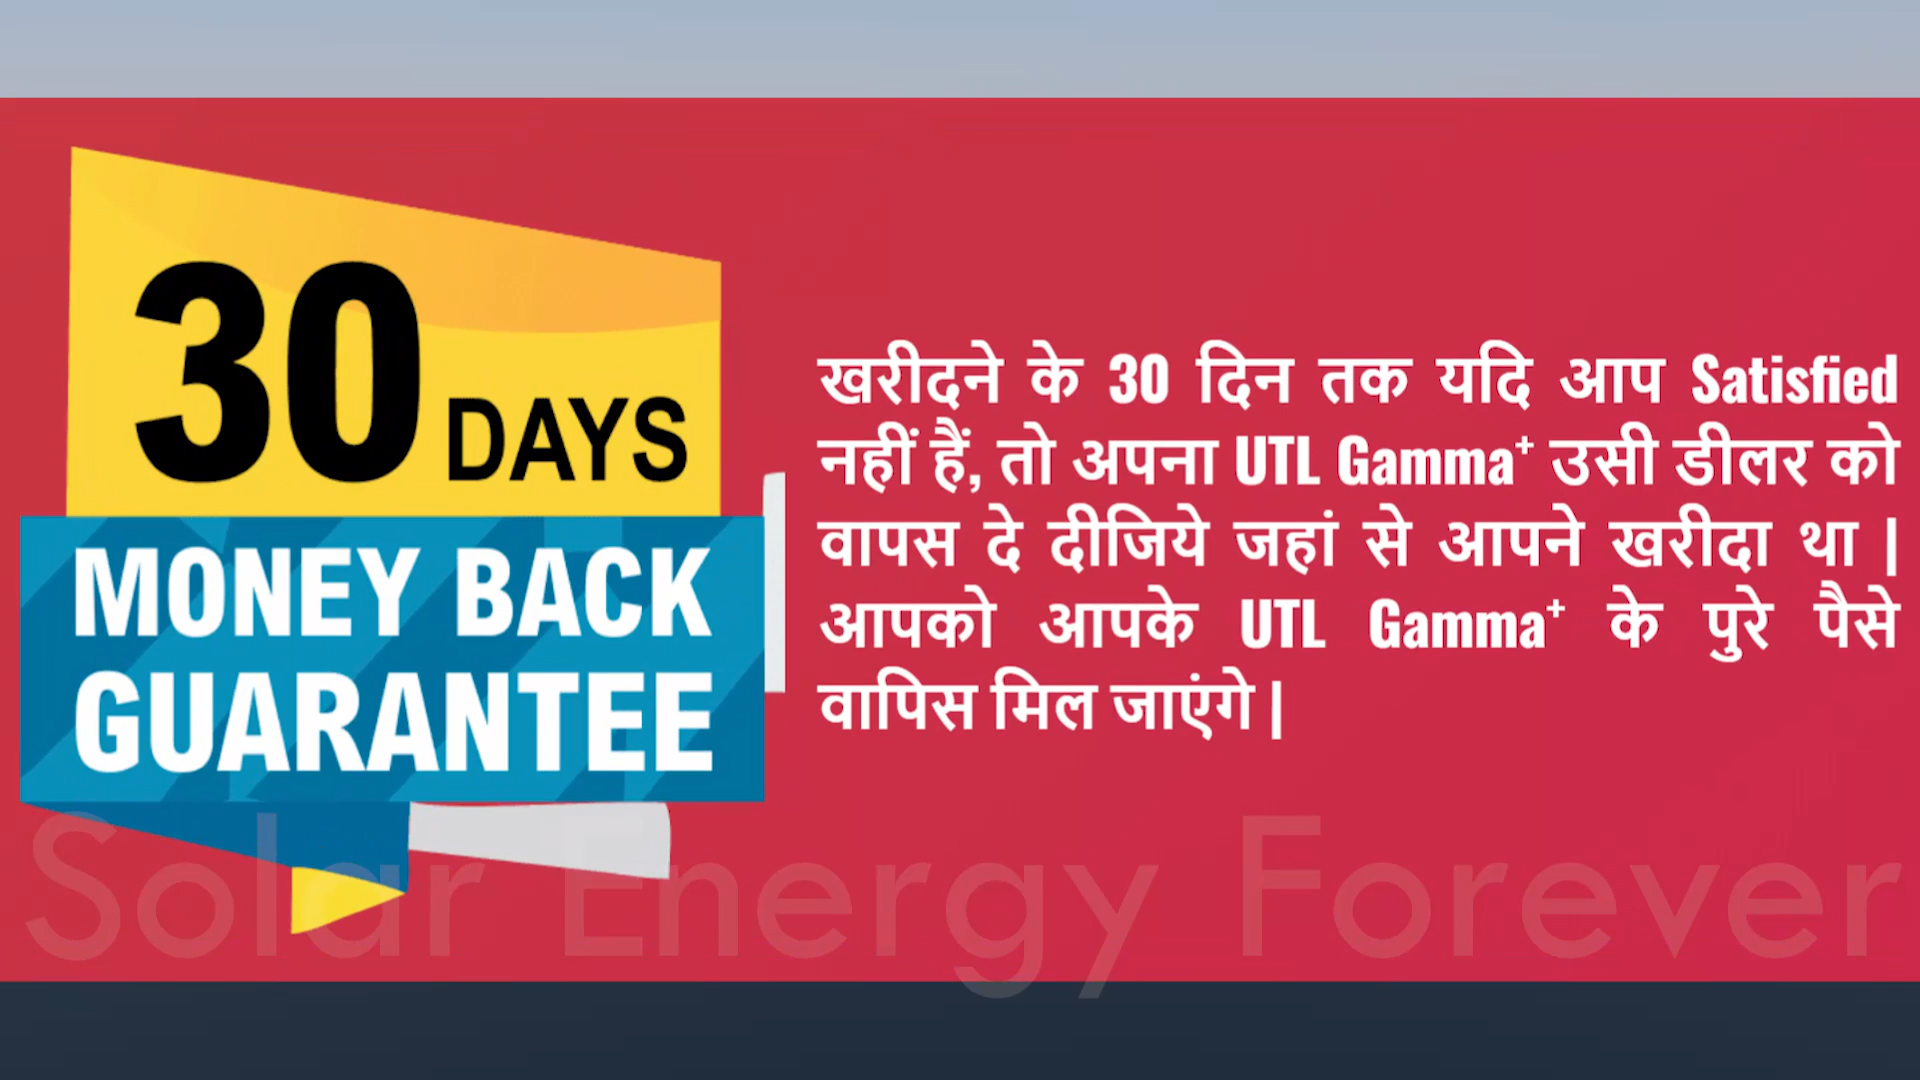 30 DAYS
MONEY BACK
GUARANTEE
खरीदने के 30 दिन तक यदि आप Satisfied
नहीं हैं, तो अपना UTL Gamma⁺ उसी डीलर को
वापस दे दीजिये जहां से आपने खरीदा था |
आपको आपके UTL Gamma⁺ के पुरे पैसे
वापिस मिल जाएंगे |
Solar Energy Forever